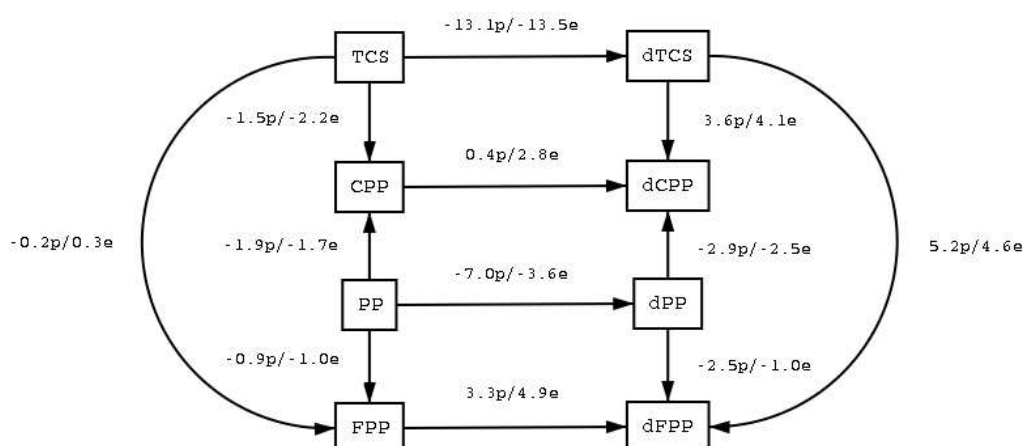 -13.1p/-13.5e
TCS
dTCS
-1.5p/-2.2e
3.6p/4.1e
0.4p/2.8e
CPP
dCPP
-0.2p/0.3e
-1.9p/-1.7e
-2.9p/-2.5e
5.2p/4.6e
-7.0p/-3.6e
PP
dPP
-0.9p/-1.0e
-2.5p/-1.0e
3.3p/4.9e
FPP
dFPP